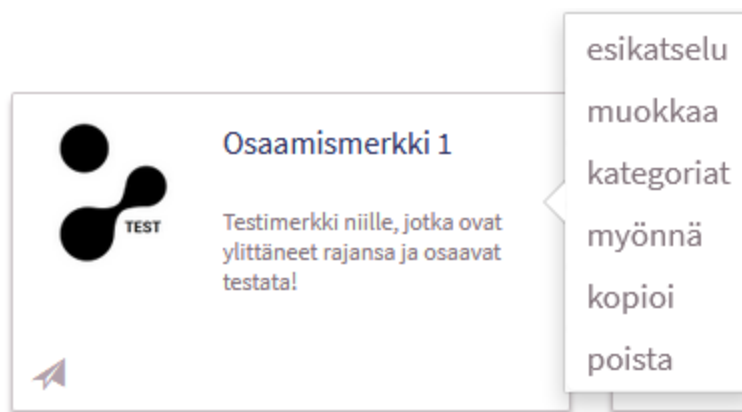 Osaamismerkki 1
TEST
Testimerkki niille, jotka ovat
ylittäneet rajansa ja osaavat
testata!
esikatselu
muokkaa
kategoriat
myönnä
kopioi
poista